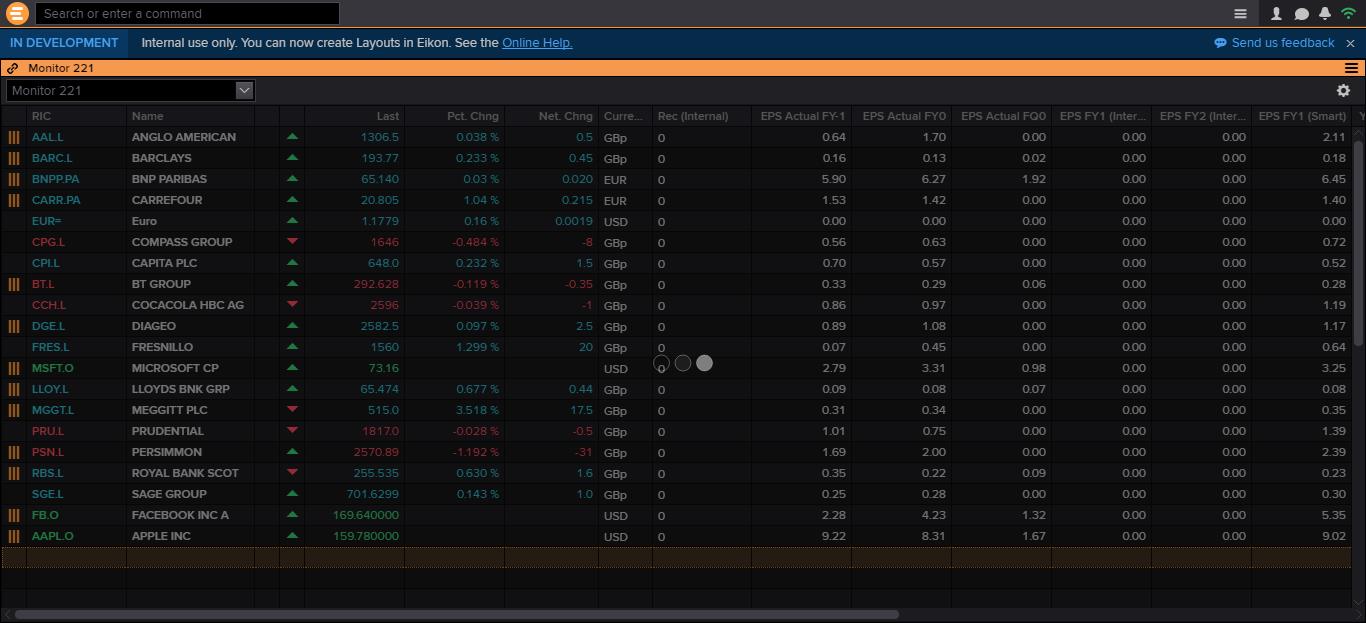 Search or enter a command
IN DEVELOPMENT Internal use only. You can now create Layouts in Eikon. See the Online Help. Send us feedback
Monitor 221
Monitor 221
RIC Name Last Pct. Chng Net. Chng Curre... Rec (Internal) EPS Actual FY-1 EPS Actual FY0 EPS Actual FQ0 EPS FY1 (Inter... EPS FY2 (Inter... EPS FY1 (Smart) Y
AAL.L ANGLO AMERICAN 1306.5 0.038 % 0.5 GBp 0 0.64 1.70 0.00 0.00 0.00 2.11
BARC.L BARCLAYS 193.77 0.233 % 0.45 GBp 0 0.16 0.13 0.02 0.00 0.00 0.18
BNPP.PA BNP PARIBAS 65.140 0.03 % 0.020 EUR 0 5.90 6.27 1.92 0.00 0.00 6.45
CARR.PA CARREFOUR 20.805 1.04 % 0.215 EUR 0 1.53 1.42 0.00 0.00 0.00 1.40
EUR= Euro 1.1779 0.16 % 0.0019 USD 0 0.00 0.00 0.00 0.00 0.00 0.00
CPG.L COMPASS GROUP 1646 -0.484 % -8 GBp 0 0.56 0.63 0.00 0.00 0.00 0.72
CPI.L CAPITA PLC 648.0 0.232 % 1.5 GBp 0 0.70 0.57 0.00 0.00 0.00 0.52
BT.L BT GROUP 292.628 -0.119 % -0.35 GBp 0 0.33 0.29 0.06 0.00 0.00 0.28
CCH.L COCACOLA HBC AG 2596 -0.039 % -1 GBp 0 0.86 0.97 0.00 0.00 0.00 1.19
DGE.L DIAGEO 2582.5 0.097 % 2.5 GBp 0 0.89 1.08 0.00 0.00 0.00 1.17
FRES.L FRESNILLO 1560 1.299 % 20 GBp 0 0.07 0.45 0.00 0.00 0.00 0.64
MSFT.O MICROSOFT CP 73.16 USD 0 2.79 3.31 0.98 0.00 0.00 3.25
LLOY.L LLOYDS BNK GRP 65.474 0.677 % 0.44 GBp 0 0.09 0.08 0.07 0.00 0.00 0.08
MGGT.L MEGGITT PLC 515.0 3.518 % 17.5 GBp 0 0.31 0.34 0.00 0.00 0.00 0.35
PRU.L PRUDENTIAL 1817.0 -0.028 % -0.5 GBp 0 1.01 0.75 0.00 0.00 0.00 1.39
PSN.L PERSIMMON 2570.89 -1.192 % -31 GBp 0 1.69 2.00 0.00 0.00 0.00 2.39
RBS.L ROYAL BANK SCOT 255.535 0.630 % 1.6 GBp 0 0.35 0.22 0.09 0.00 0.00 0.23
SGE.L SAGE GROUP 701.6299 0.143 % 1.0 GBp 0 0.25 0.28 0.00 0.00 0.00 0.30
FB.O FACEBOOK INC A 169.640000 USD 0 2.28 4.23 1.32 0.00 0.00 5.35
AAPL.O APPLE INC 159.780000 USD 0 9.22 8.31 1.67 0.00 0.00 9.02